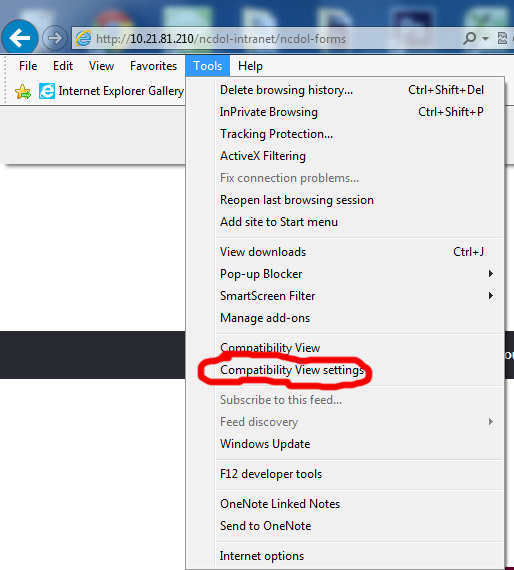 http://10.21.81.210/ncdol-intranet/ncdol-forms
File Edit View Favorites Tools Help
Internet Explorer Gallery
Delete browsing history... Ctrl+Shift+Del
InPrivate Browsing Ctrl+Shift+P
Tracking Protection...
ActiveX Filtering
Fix connection problems...
Reopen last browsing session
Add site to Start menu
View downloads Ctrl+J
Pop-up Blocker
SmartScreen Filter
Manage add-ons
Compatibility View
Compatibility View settings
Subscribe to this feed...
Feed discovery
Windows Update
F12 developer tools
OneNote Linked Notes
Send to OneNote
Internet options